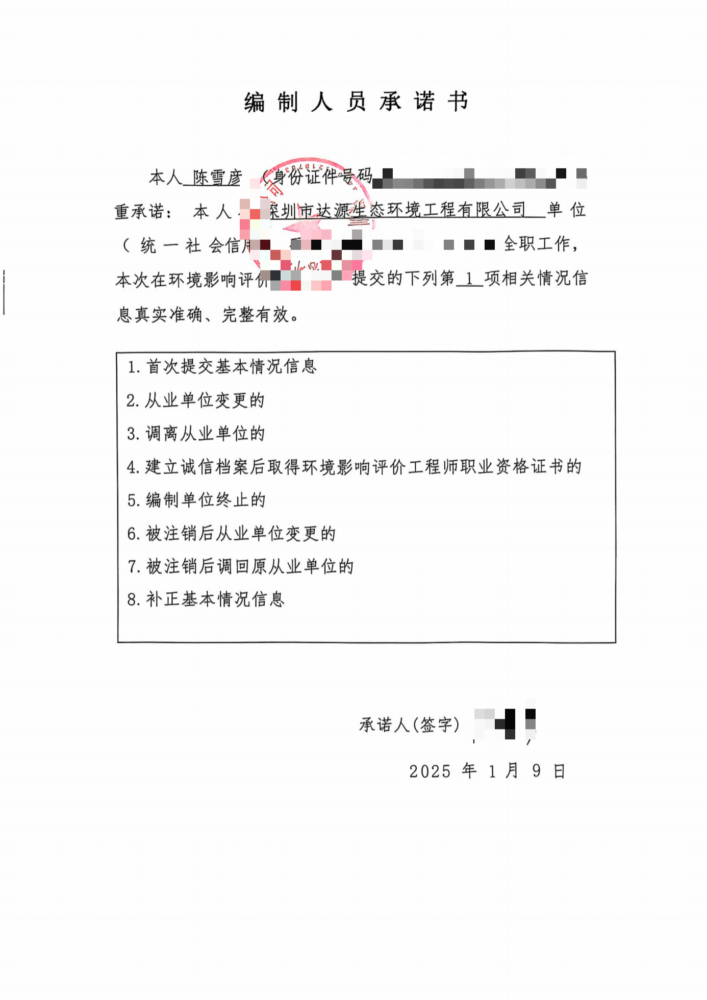 编制人员承诺书
本人 陈雪彦 （身份证件号码
重承诺： 本人 深圳市达源生态环境工程有限公司 单位
（统一社会信用 全职工作，
本次在环境影响评价 提交的下列第 1 项相关情况信
息真实准确、完整有效。
1.首次提交基本情况信息
2.从业单位变更的
3.调离从业单位的
4.建立诚信档案后取得环境影响评价工程师职业资格证书的
5.编制单位终止的
6.被注销后从业单位变更的
7.被注销后调回原从业单位的
8.补正基本情况信息
承诺人(签字)
2025 年 1 月 9 日